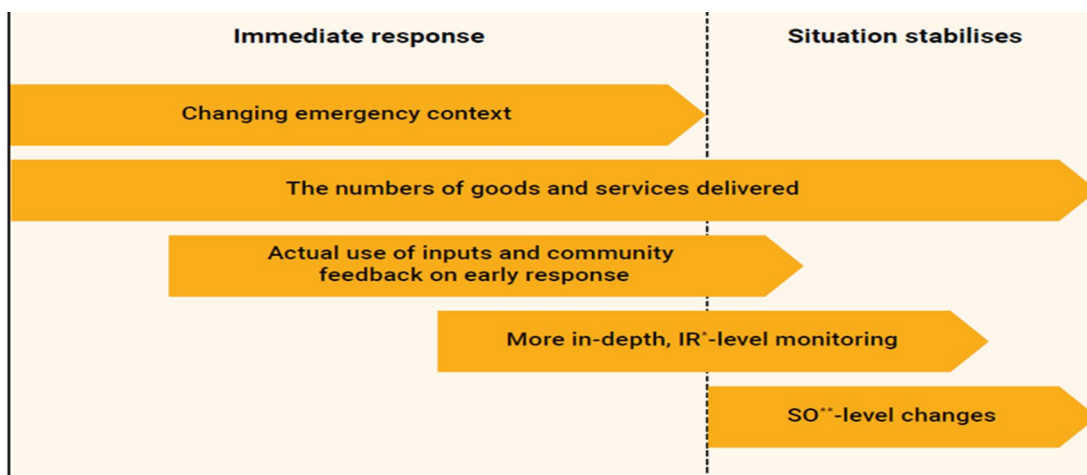 Immediate response
Situation stabilises
Changing emergency context
The numbers of goods and services delivered
Actual use of inputs and community
feedback on early response
More in-depth, IR*-level monitoring
SO**-level changes